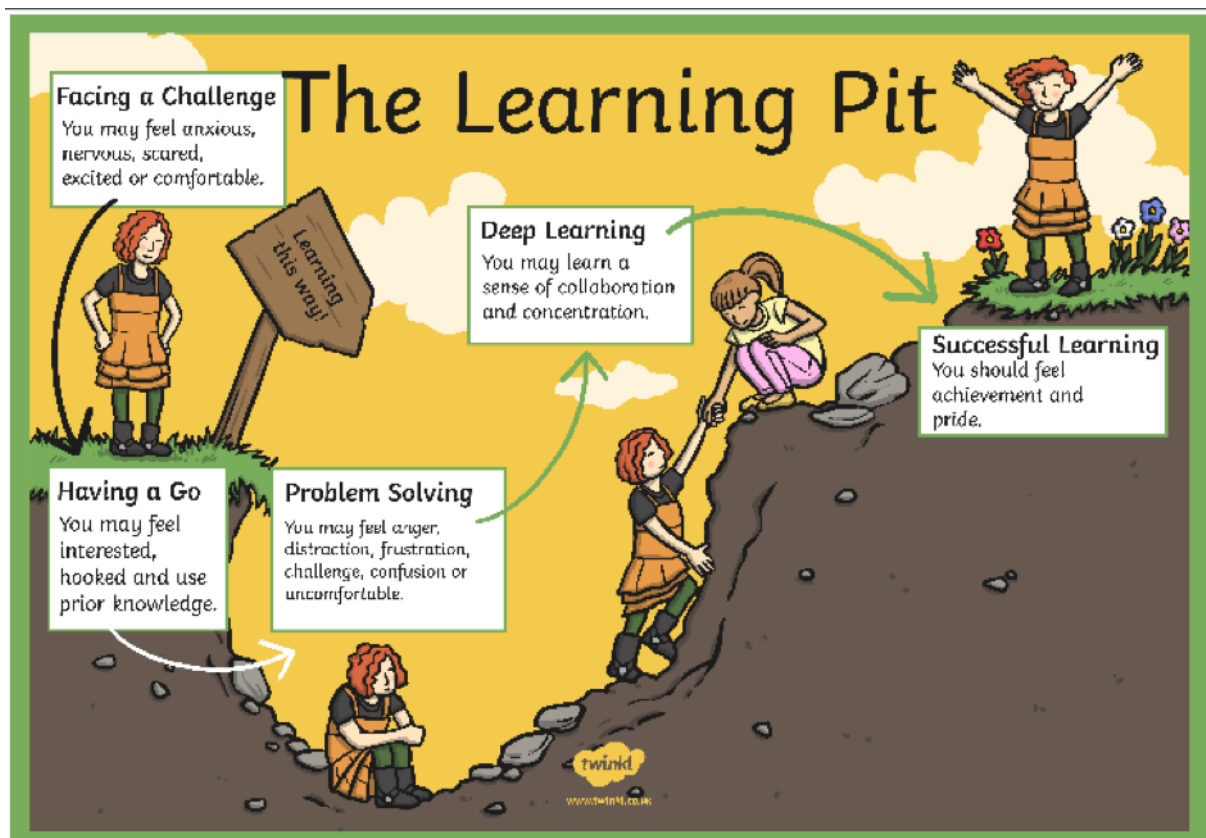 The Learning Pit
Facing a Challenge
You may feel anxious,
nervous, scared,
excited or comfortable.
Learning
this way!
Having a Go
You may feel
interested,
hooked and use
prior knowledge.
Problem Solving
You may feel anger,
distraction, frustration,
challenge, confusion or
uncomfortable.
Deep Learning
You may learn a
sense of collaboration
and concentration.
Successful Learning
You should feel
achievement and
pride.
twinkl
www.twinkl.co.uk